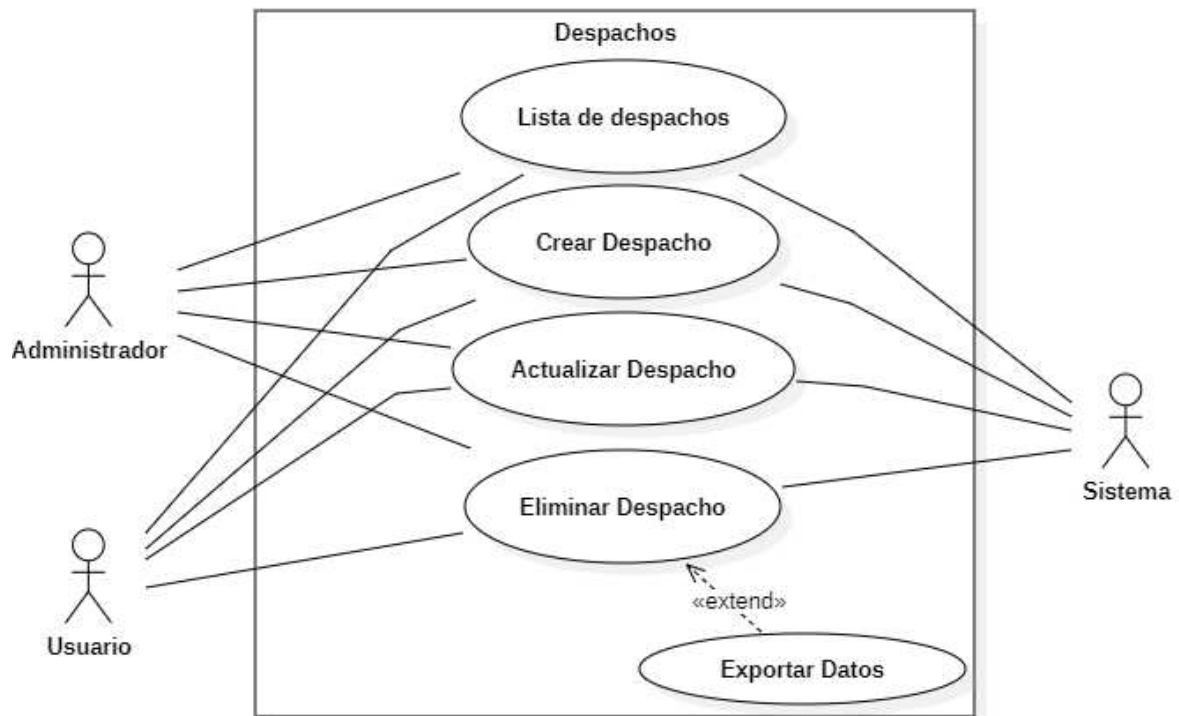 Despachos
Lista de despachos
Crear Despacho
Administrador
Actualizar Despacho
Sistema
Eliminar Despacho
«extend»
Usuario
Exportar Datos